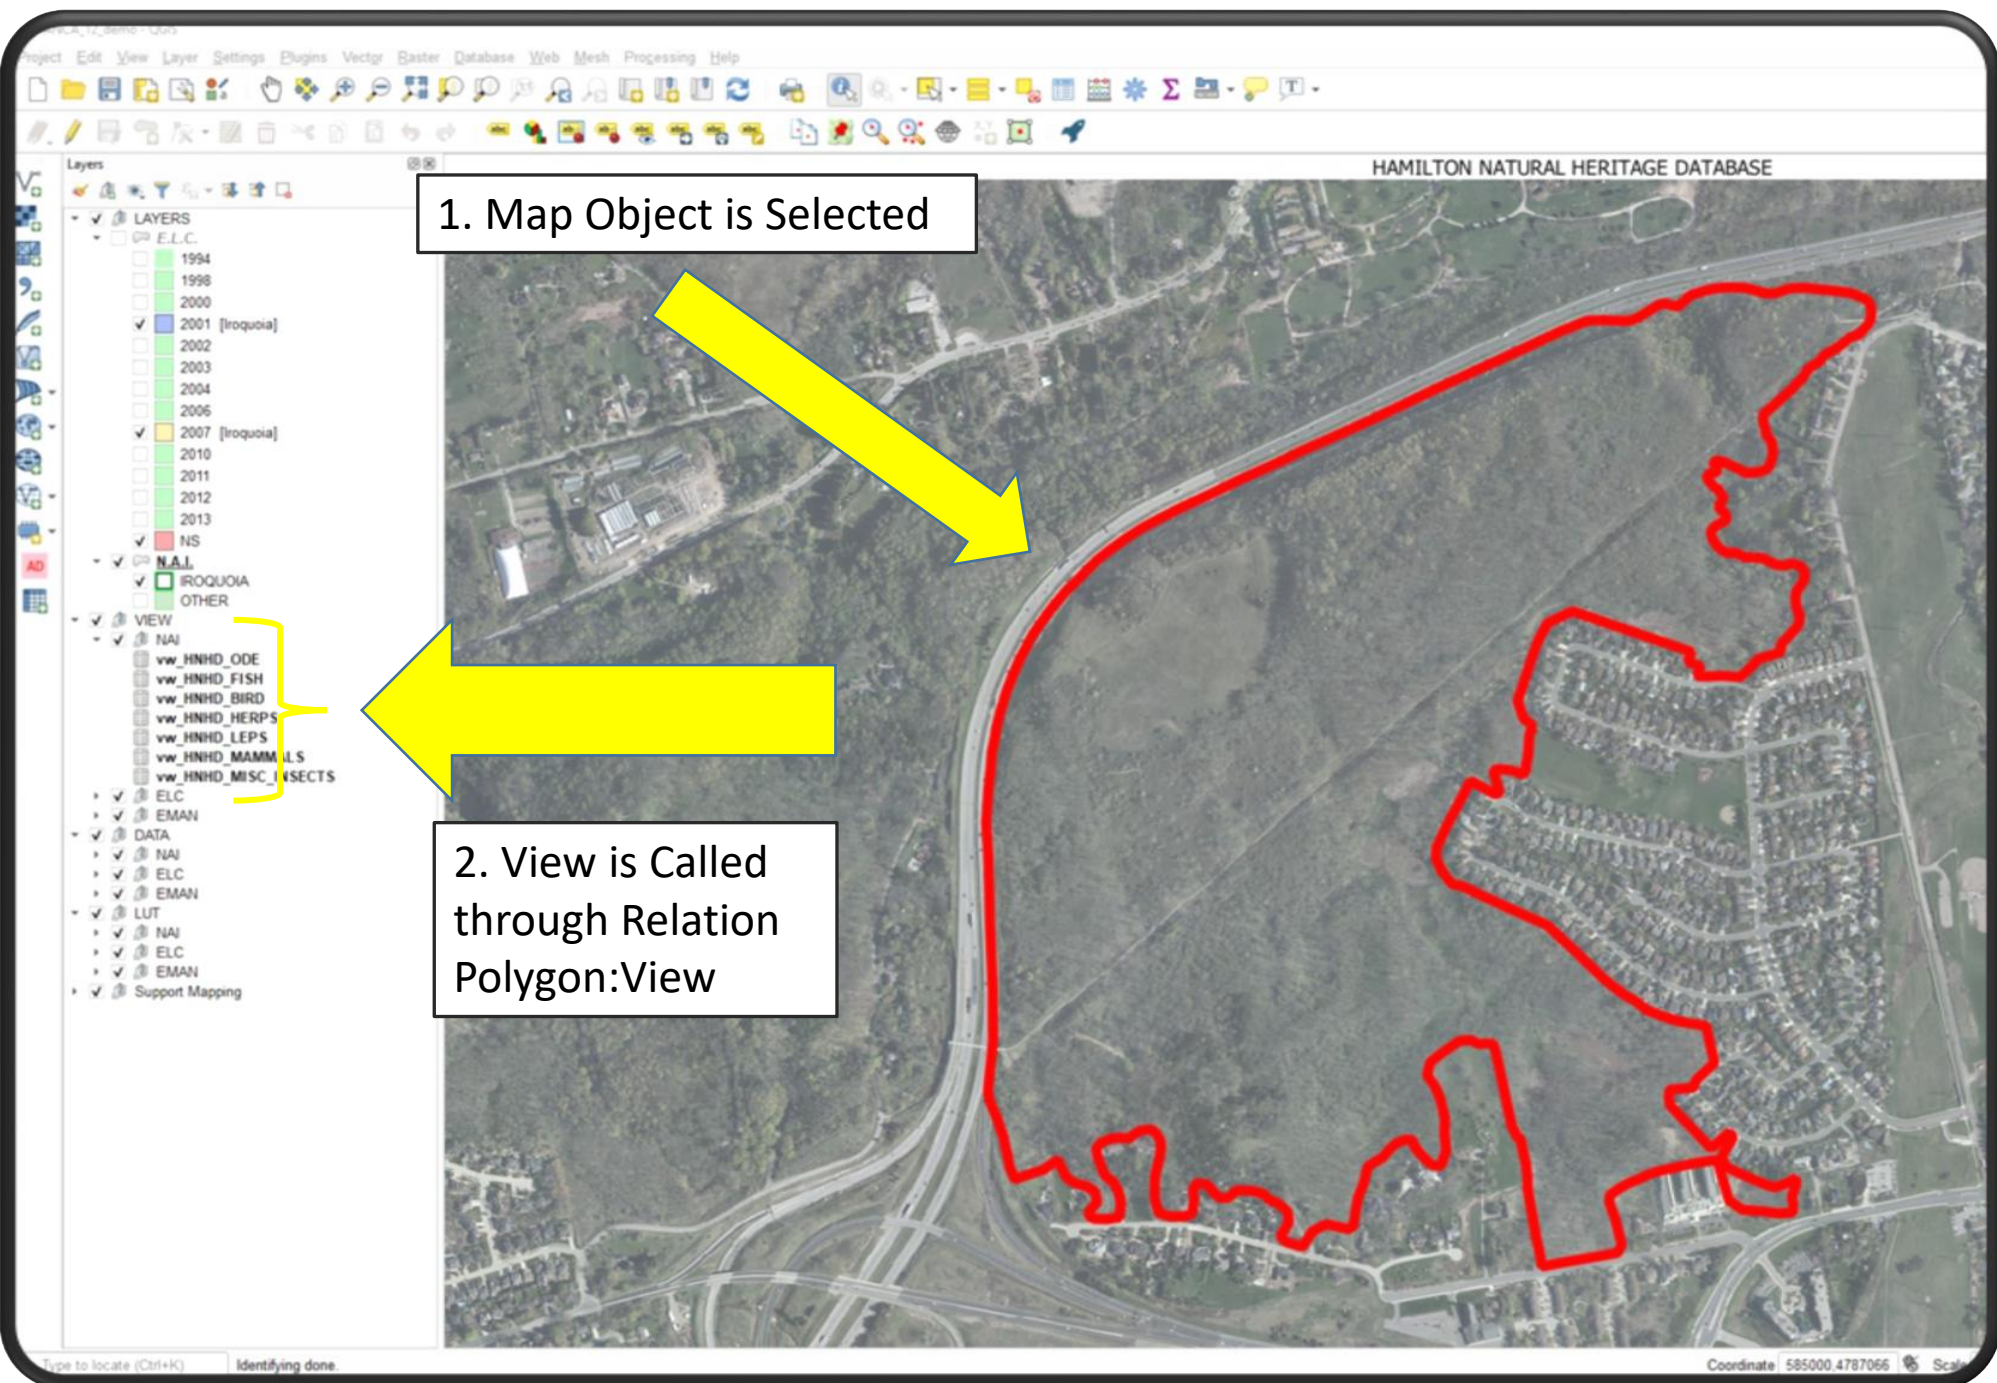 Project Edit View Layer Settings Plugins Vector Raster Database Web Mesh Processing Help
Layers
HAMILTON NATURAL HERITAGE DATABASE
1. Map Object is Selected
LAYERS
E.L.C.
1994
1998
2000
2001 [Iroquoia]
2002
2003
2004
2006
2007 [Iroquoia]
2010
2011
2012
2013
NS
N.A.I.
IROQUOIA
OTHER
VIEW
NAI
vw_HNHD_ODE
vw_HNHD_FISH
vw_HNHD_BIRD
vw_HNHD_HERPS
vw_HNHD_LEPS
vw_HNHD_MAMMALS
vw_HNHD_MISC_INSECTS
ELC
EMAN
DATA
NAI
ELC
EMAN
LUT
NAI
ELC
EMAN
Support Mapping
AD
2. View is Called
through Relation
Polygon:View
Type to locate (Ctrl+K) Identifying done. Coordinate 585000,4787066 Scale